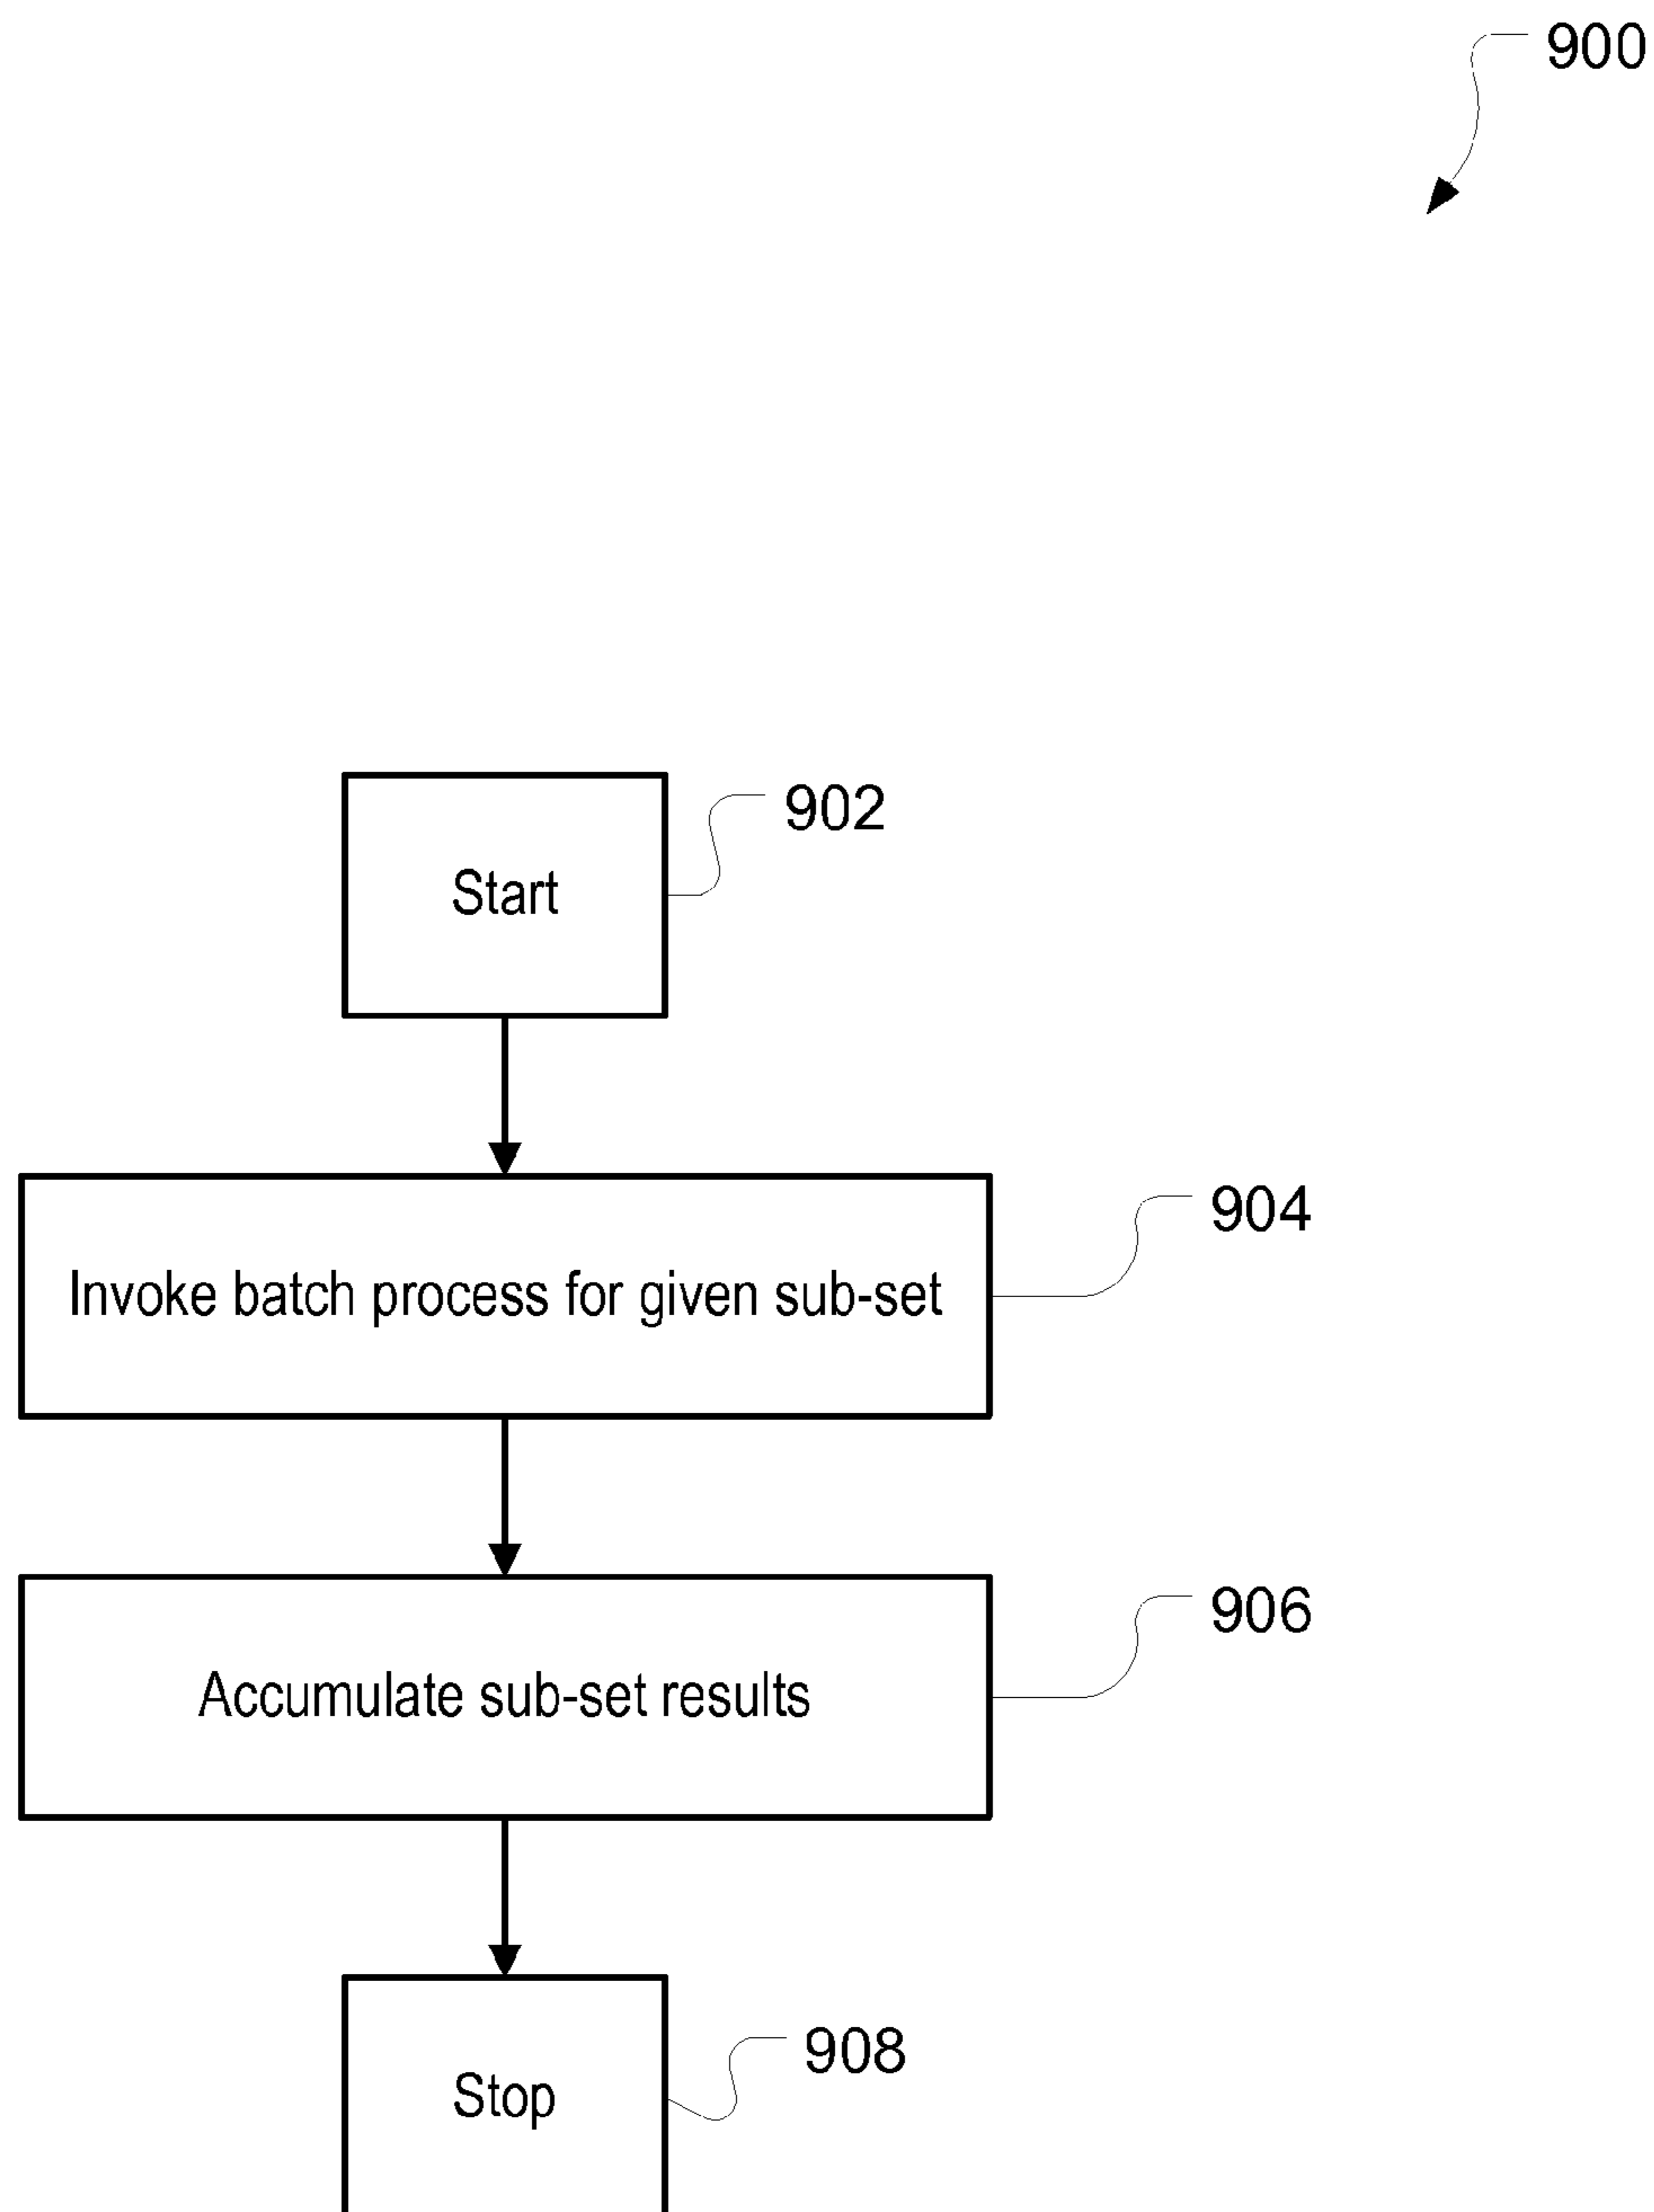 900
902
Start
904
Invoke batch process for given sub-set
906
Accumulate sub-set results
908
Stop